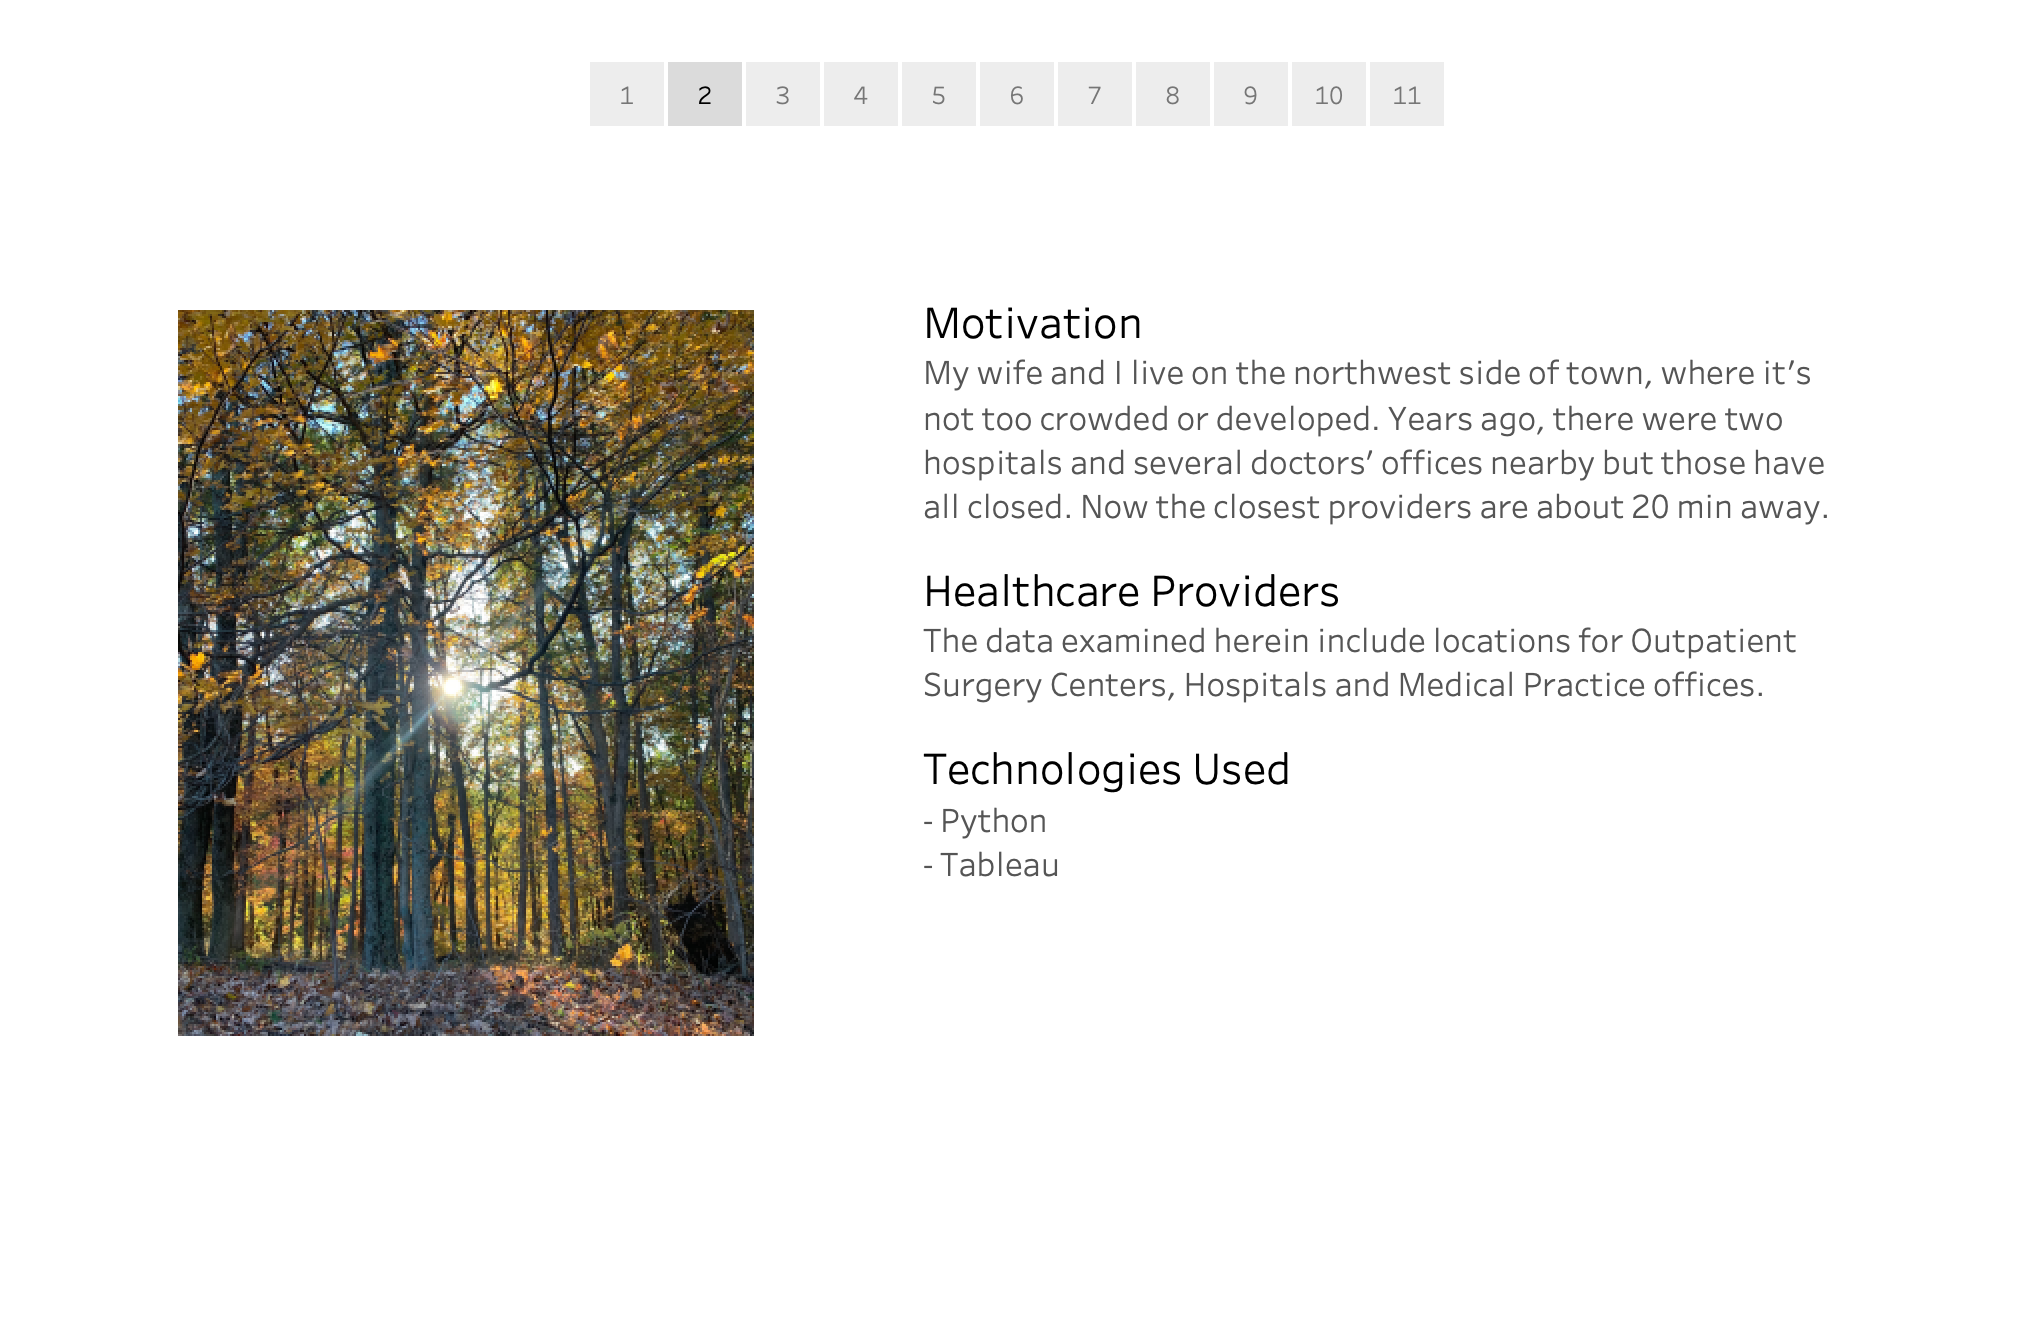 1 2 3 4 5 6 7 8 9 10 11
Motivation
My wife and I live on the northwest side of town, where it’s
not too crowded or developed. Years ago, there were two
hospitals and several doctors’ offices nearby but those have
all closed. Now the closest providers are about 20 min away.
Healthcare Providers
The data examined herein include locations for Outpatient
Surgery Centers, Hospitals and Medical Practice offices.
Technologies Used
- Python
- Tableau